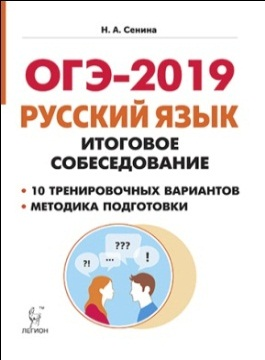 Н. А. Сенина
ОГЭ-2019
РУССКИЙ ЯЗЫК
ИТОГОВОЕ
СОБЕСЕДОВАНИЕ
• 10 ТРЕНИРОВОЧНЫХ ВАРИАНТОВ
• МЕТОДИКА ПОДГОТОВКИ
???
?!
...
!
ЛЕГИОН